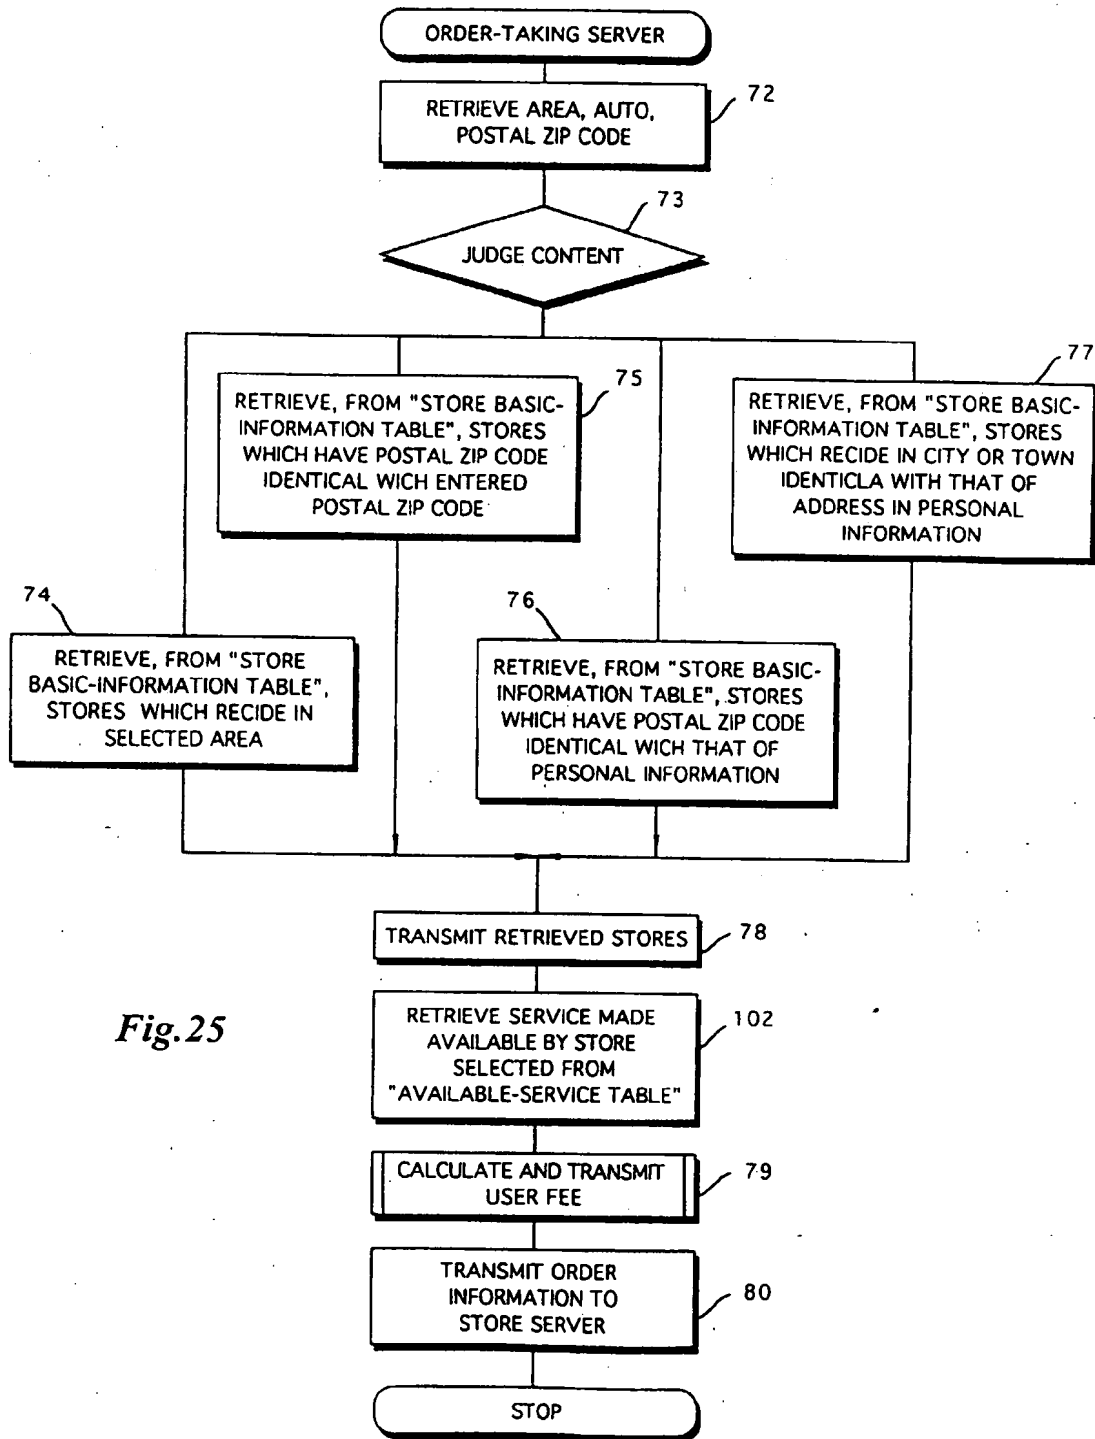 ORDER-TAKING SERVER
72
RETRIEVE AREA, AUTO,
POSTAL ZIP CODE
73
JUDGE CONTENT
75
RETRIEVE, FROM "STORE BASIC-
INFORMATION TABLE", STORES
WHICH HAVE POSTAL ZIP CODE
IDENTICAL WICH ENTERED
POSTAL ZIP CODE
77
RETRIEVE, FROM "STORE BASIC-
INFORMATION TABLE", STORES
WHICH RECIDE IN CITY OR TOWN
IDENTICLA WITH THAT OF
ADDRESS IN PERSONAL
INFORMATION
74
RETRIEVE, FROM "STORE
BASIC-INFORMATION TABLE",
STORES WHICH RECIDE IN
SELECTED AREA
76
RETRIEVE, FROM "STORE BASIC-
INFORMATION TABLE", STORES
WHICH HAVE POSTAL ZIP CODE
IDENTICAL WICH THAT OF
PERSONAL INFORMATION
TRANSMIT RETRIEVED STORES
78
Fig.25
RETRIEVE SERVICE MADE
AVAILABLE BY STORE
SELECTED FROM
"AVAILABLE-SERVICE TABLE"
102
CALCULATE AND TRANSMIT
USER FEE
79
TRANSMIT ORDER
INFORMATION TO
STORE SERVER
80
STOP